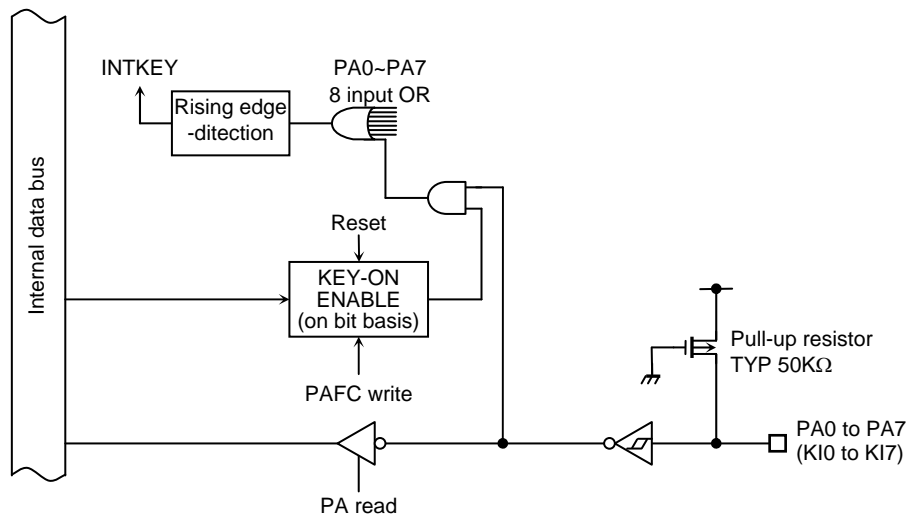 INTKEY
PA0~PA7
8 input OR
Rising edge
-ditection
Internal data bus
Reset
KEY-ON
ENABLE
(on bit basis)
PAFC write
Pull-up resistor
TYP 50KΩ
PA0 to PA7
(KI0 to KI7)
PA read